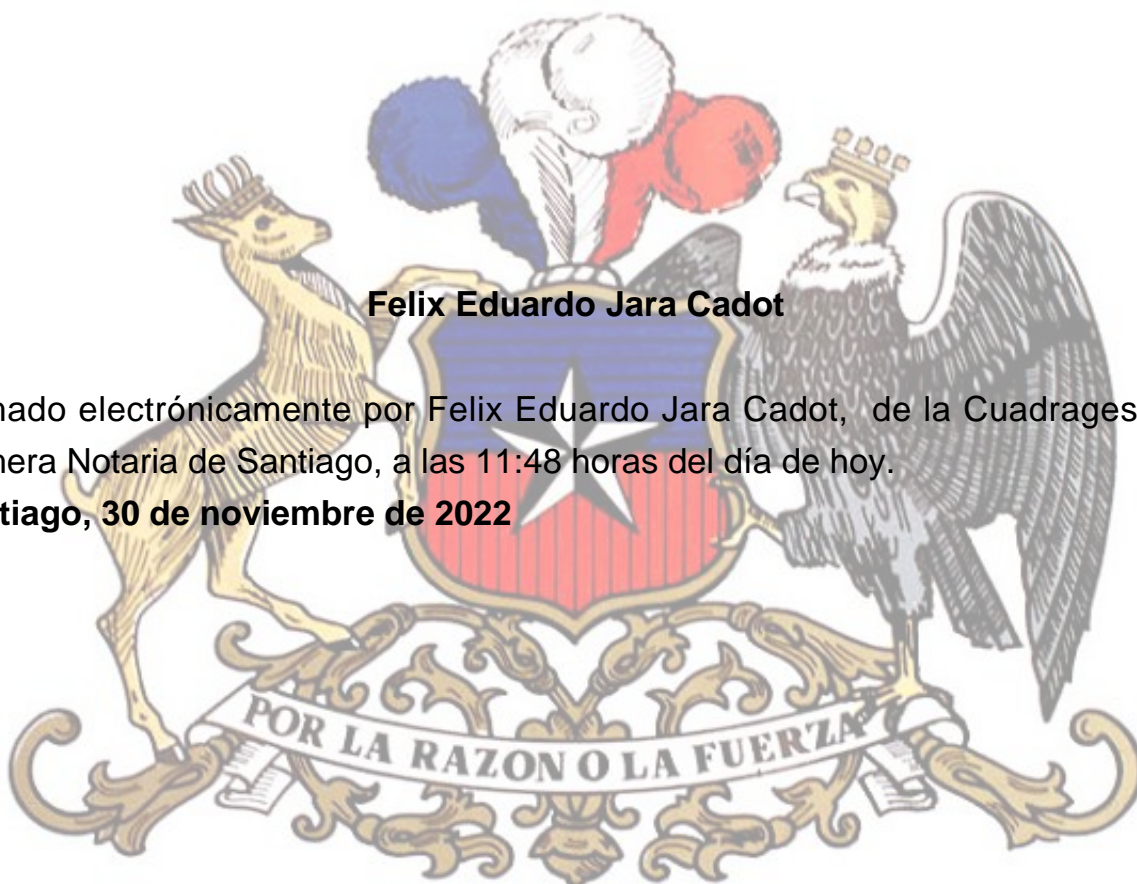 Felix Eduardo Jara Cadot
nado electrónicamente por Felix Eduardo Jara Cadot, de la Cuadrages
nera Notaria de Santiago, a las 11:48 horas del día de hoy.
tiago, 30 de noviembre de 2022
POR LA RAZON O LA FUERZA